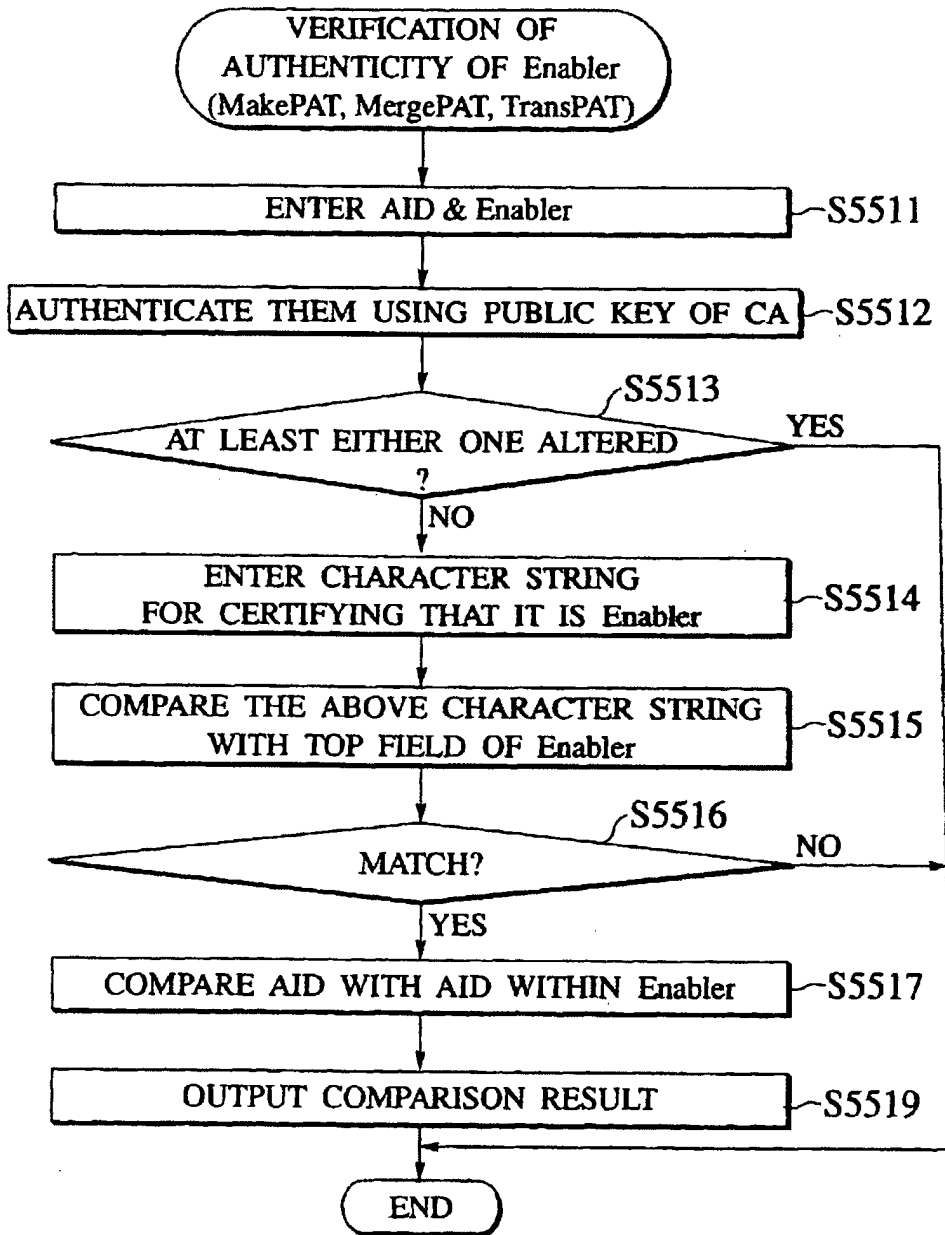 VERIFICATION OF
AUTHENTICITY OF Enabler
(MakePAT, MergePAT, TransPAT)
ENTER AID & Enabler
S5511
AUTHENTICATE THEM USING PUBLIC KEY OF CA
S5512
S5513
AT LEAST EITHER ONE ALTERED
?
YES
NO
ENTER CHARACTER STRING
FOR CERTIFYING THAT IT IS Enabler
S5514
COMPARE THE ABOVE CHARACTER STRING
WITH TOP FIELD OF Enabler
S5515
S5516
MATCH?
NO
YES
COMPARE AID WITH AID WITHIN Enabler
S5517
OUTPUT COMPARISON RESULT
S5519
END